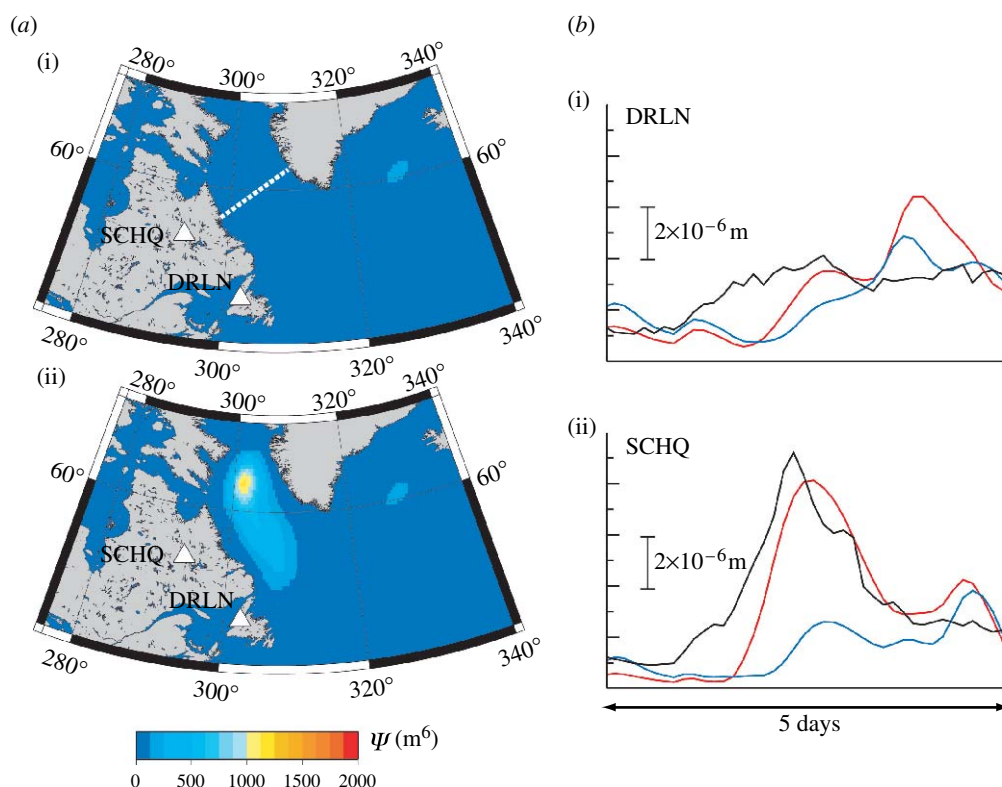 (a)
(i)
280°
300°
320°
340°
60°
60°
SCHQ
DRLN
280°
300°
320°
340°
(ii)
280°
300°
320°
340°
60°
60°
SCHQ
DRLN
280°
300°
320°
340°
Ψ (m⁶)
0 500 1000 1500 2000
(b)
(i)
DRLN
2×10⁻⁶ m
(ii)
SCHQ
2×10⁻⁶ m
5 days